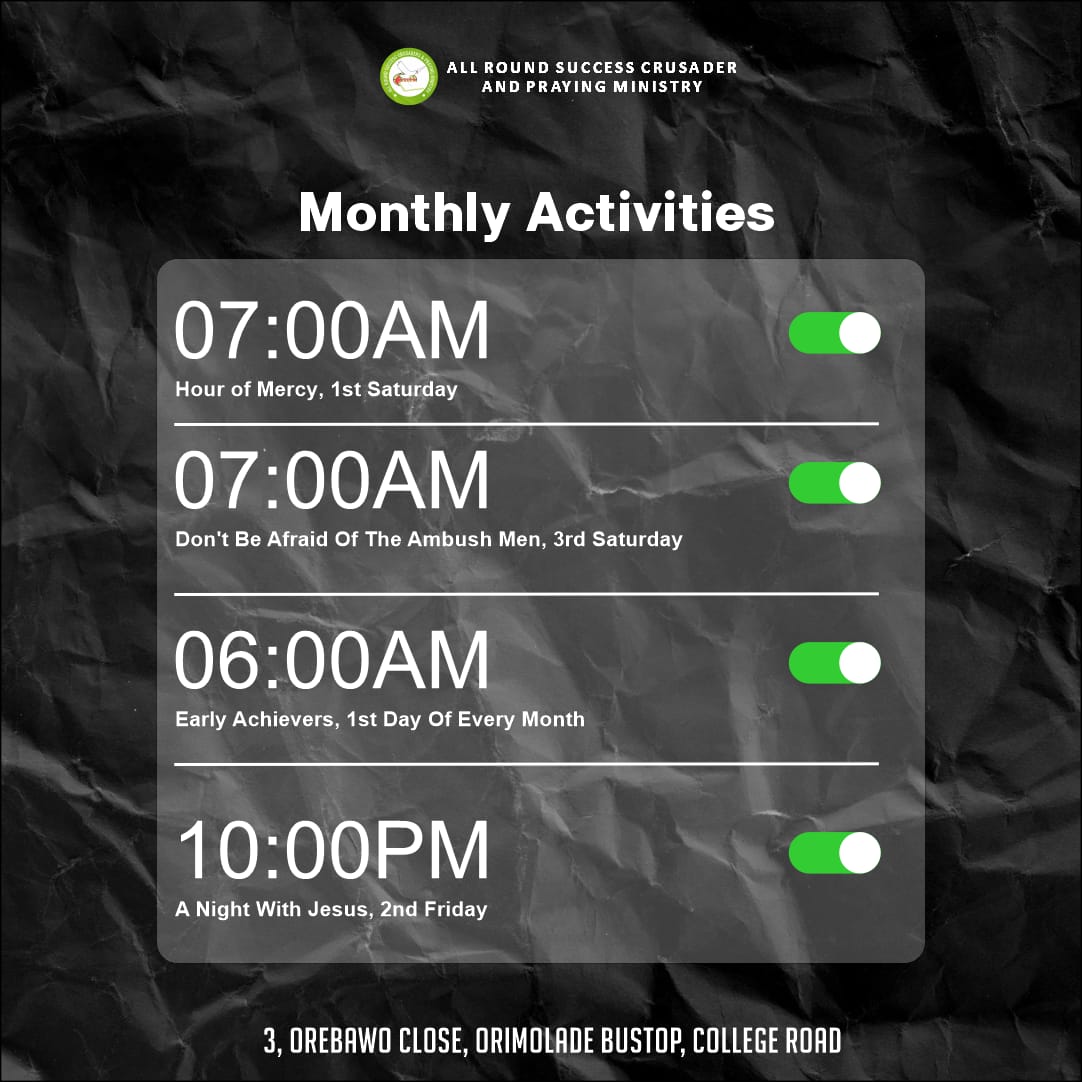 ALL ROUND SUCCESS CRUSADER
AND PRAYING MINISTRY
Monthly Activities
07:00AM
Hour of Mercy, 1st Saturday
07:00AM
Don't Be Afraid Of The Ambush Men, 3rd Saturday
06:00AM
Early Achievers, 1st Day Of Every Month
10:00PM
A Night With Jesus, 2nd Friday
3, OREBAWO CLOSE, ORIMOLADE BUSTOP, COLLEGE ROAD